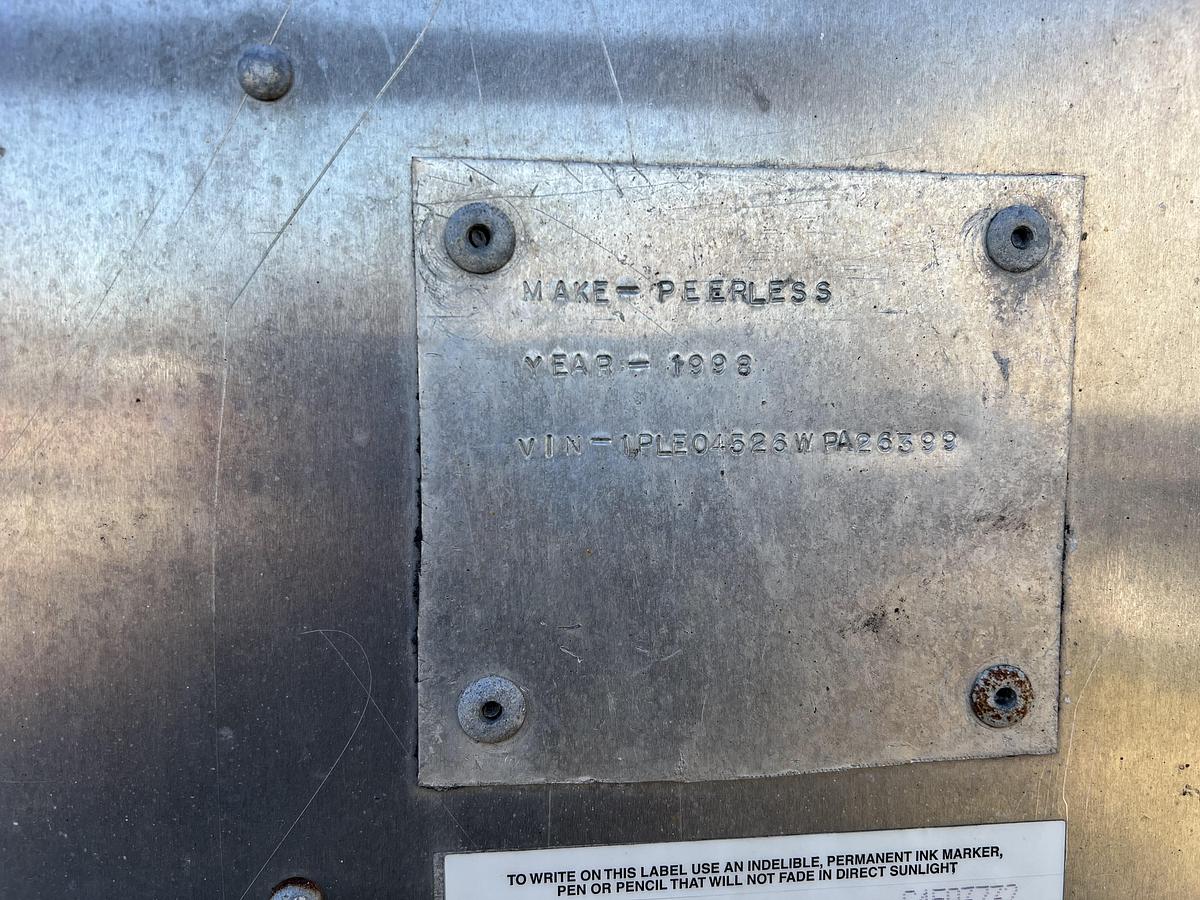 MAKE-PEERLESS
YEAR-1998
VIN-1PLE04526WPA26399
TO WRITE ON THIS LABEL USE AN INDELIBLE, PERMANENT INK MARKER,
PEN OR PENCIL THAT WILL NOT FADE IN DIRECT SUNLIGHT